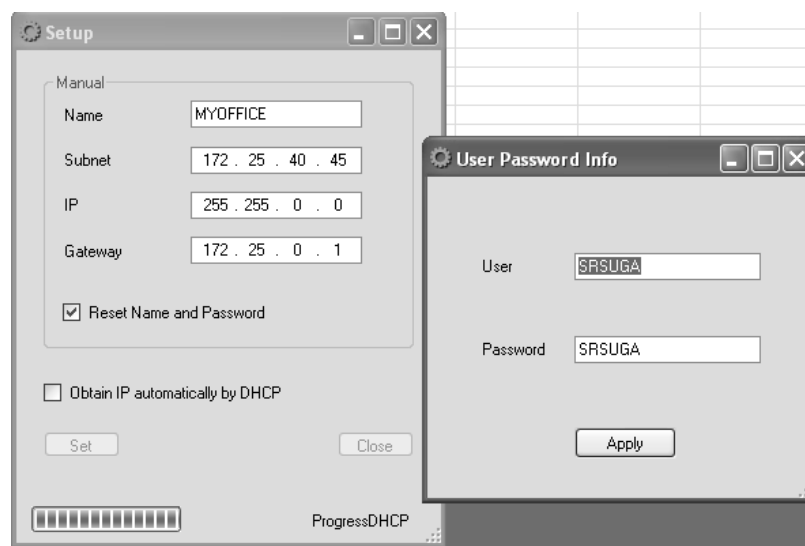 Setup
Manual
Name MYOFFICE
Subnet 172 . 25 . 40 . 45
IP 255 . 255 . 0 . 0
Gateway 172 . 25 . 0 . 1
Reset Name and Password
Obtain IP automatically by DHCP
Set Close
ProgressDHCP
User Password Info
User SRSUGA
Password SRSUGA
Apply